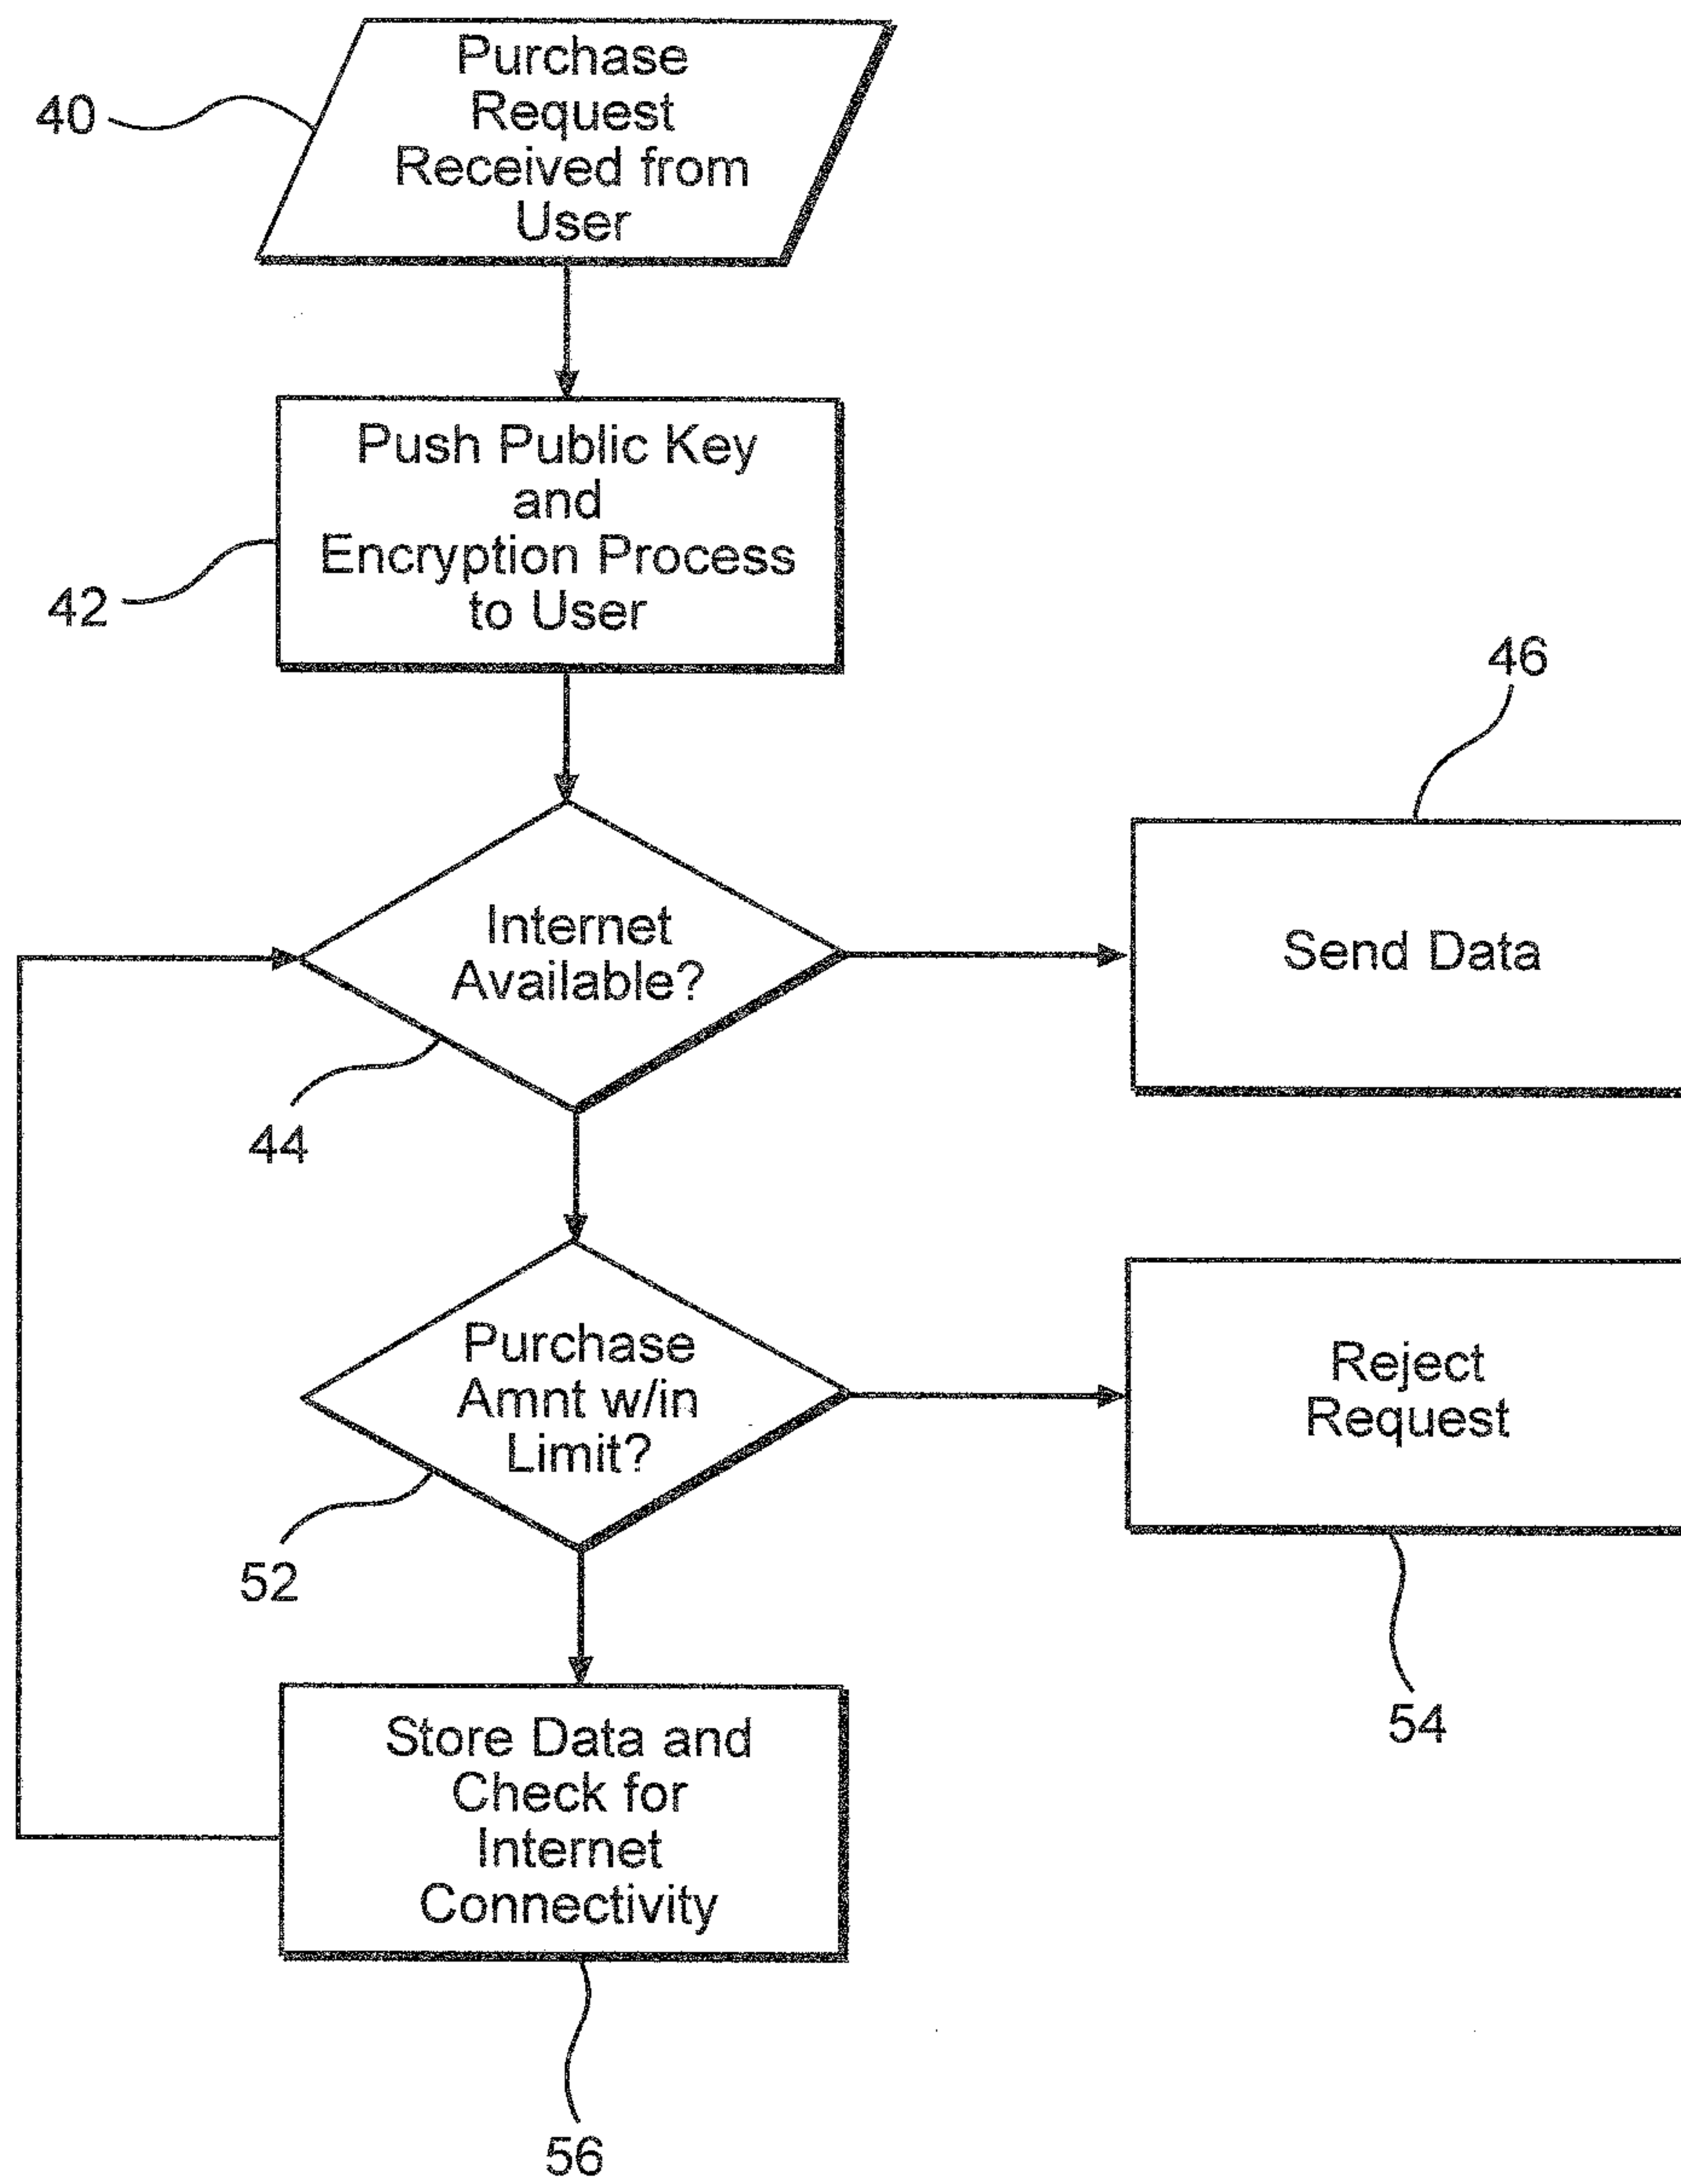 Purchase
Request
Received from
User
40
Push Public Key
and
Encryption Process
to User
42
46
Internet
Available?
Send Data
44
Purchase
Amnt w/in
Limit?
Reject
Request
52
54
Store Data and
Check for
Internet
Connectivity
56